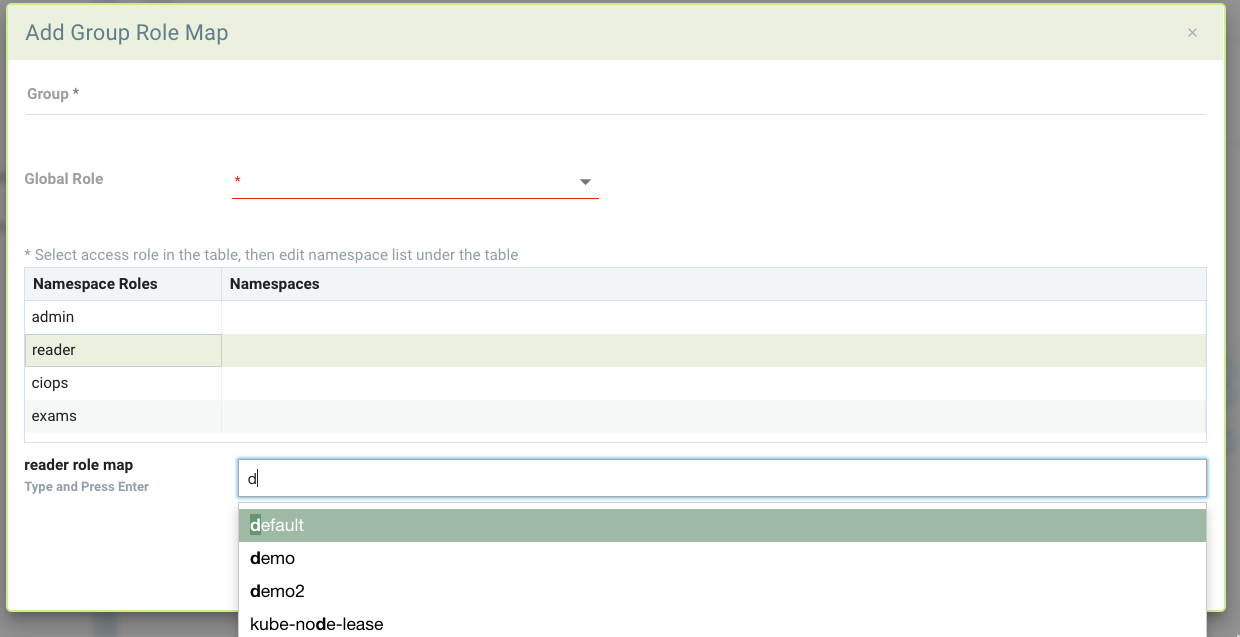 Add Group Role Map ×
Group *
Global Role *
* Select access role in the table, then edit namespace list under the table
Namespace Roles Namespaces
admin
reader
ciops
exams
reader role map
Type and Press Enter
d
default
demo
demo2
kube-node-lease